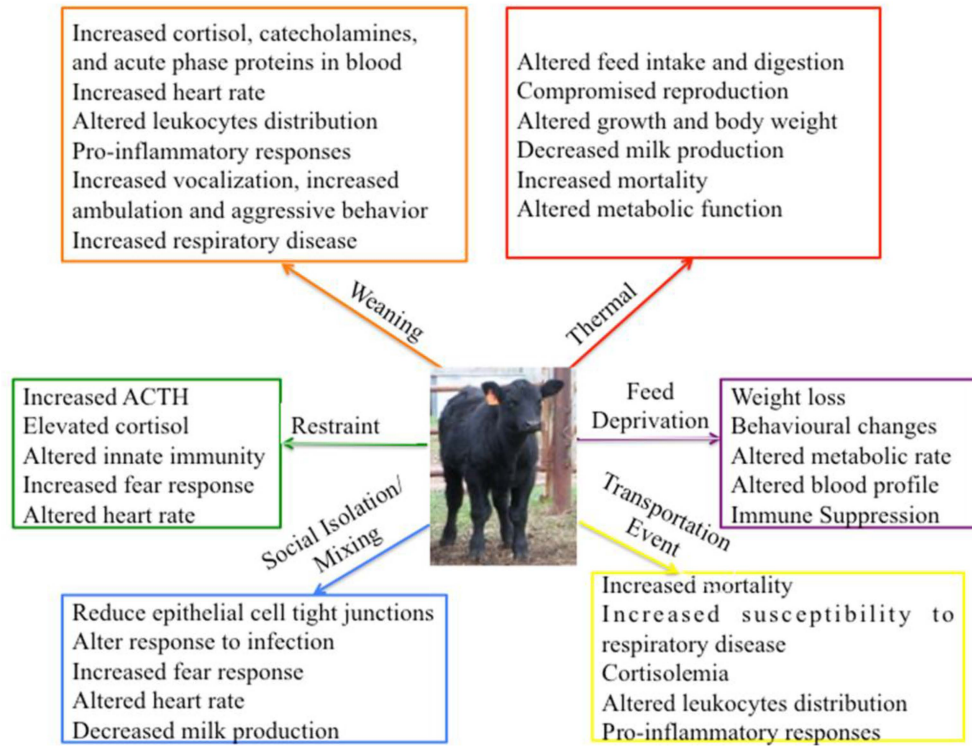 Increased cortisol, catecholamines,
and acute phase proteins in blood
Increased heart rate
Altered leukocytes distribution
Pro-inflammatory responses
Increased vocalization, increased
ambulation and aggressive behavior
Increased respiratory disease
Altered feed intake and digestion
Compromised reproduction
Altered growth and body weight
Decreased milk production
Increased mortality
Altered metabolic function
Weaning
Thermal
Increased ACTH
Elevated cortisol
Altered innate immunity
Increased fear response
Altered heart rate
Restraint
Feed
Deprivation
Weight loss
Behavioural changes
Altered metabolic rate
Altered blood profile
Immune Suppression
Social Isolation/
Mixing
Transportation
Event
Reduce epithelial cell tight junctions
Alter response to infection
Increased fear response
Altered heart rate
Decreased milk production
Increased mortality
Increased susceptibility to
respiratory disease
Cortisolemia
Altered leukocytes distribution
Pro-inflammatory responses